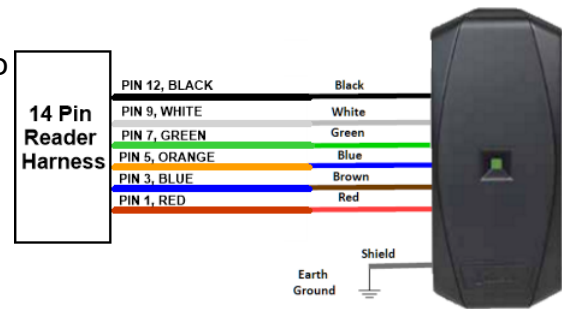 14 Pin
Reader
Harness
PIN 12, BLACK
Black
PIN 9, WHITE
White
PIN 7, GREEN
Green
PIN 5, ORANGE
Blue
PIN 3, BLUE
Brown
PIN 1, RED
Red
Shield
Earth
Ground